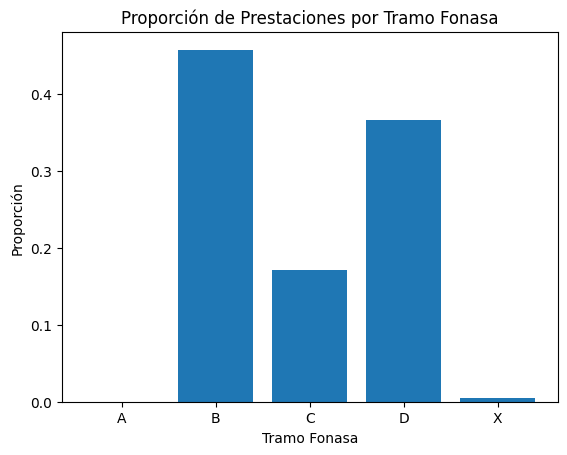 Proporción de Prestaciones por Tramo Fonasa
Proporción
0.4
0.3
0.2
0.1
0.0
A B C D X
Tramo Fonasa